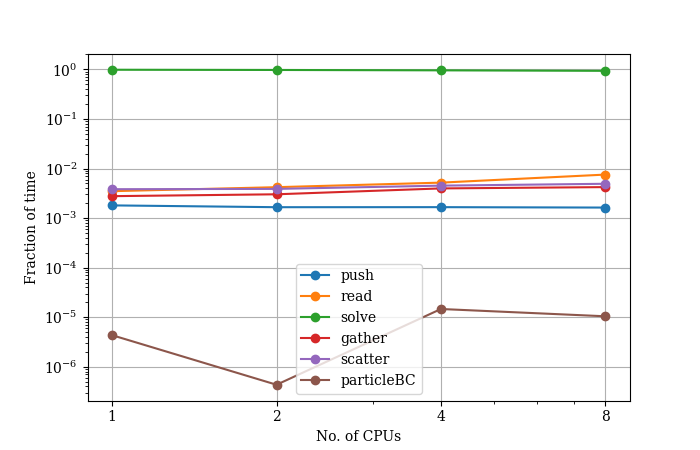 10⁰
10⁻¹
10⁻²
10⁻³
10⁻⁴
10⁻⁵
10⁻⁶
Fraction of time
push
read
solve
gather
scatter
particleBC
1 2 4 8
No. of CPUs